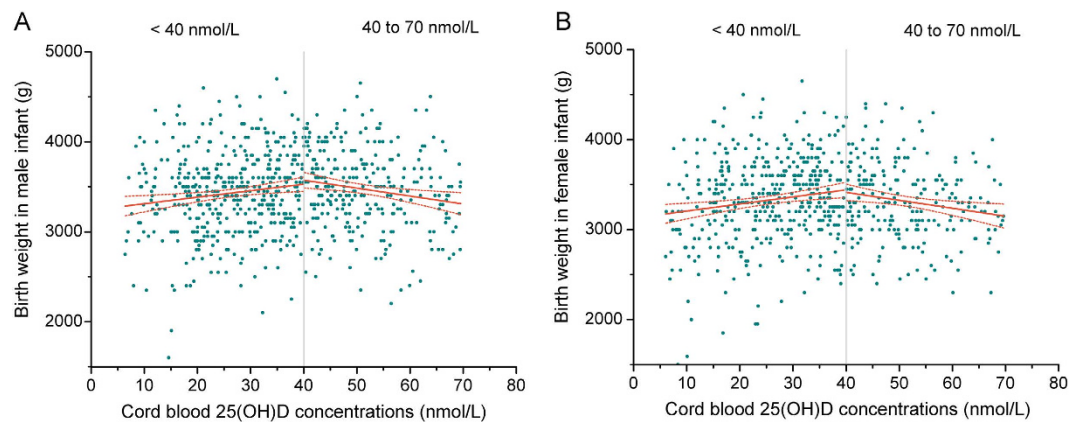 A
< 40 nmol/L
40 to 70 nmol/L
5000
4000
3000
2000
Birth weight in male infant (g)
0 10 20 30 40 50 60 70 80
Cord blood 25(OH)D concentrations (nmol/L)
B
< 40 nmol/L
40 to 70 nmol/L
5000
4000
3000
2000
Birth weight in female infant (g)
0 10 20 30 40 50 60 70 80
Cord blood 25(OH)D concentrations (nmol/L)